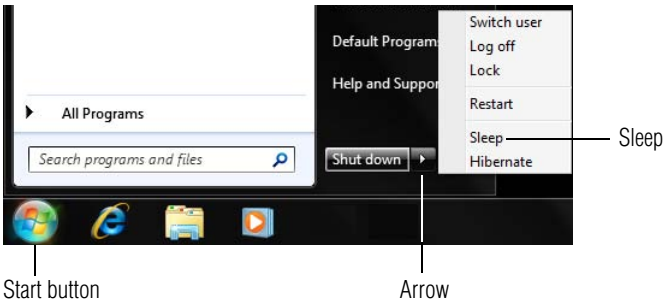 Switch user
Log off
Lock
Restart
Sleep
Hibernate
Sleep
Default Program
Help and Suppor
All Programs
Search programs and files
Shut down
Start button
Arrow